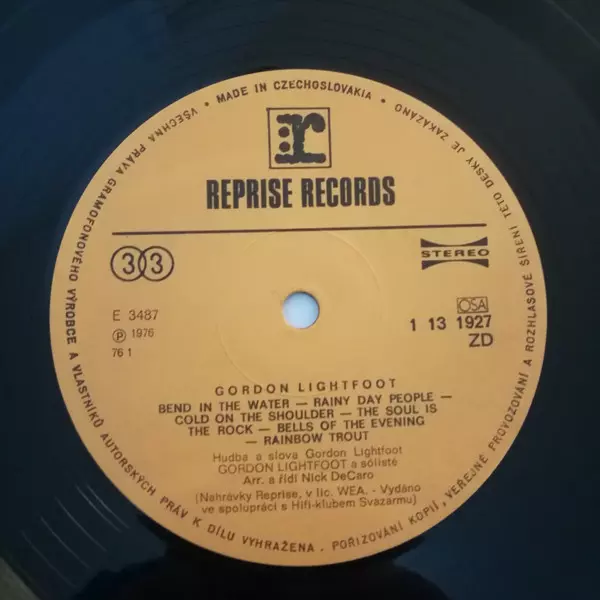 VŠECHNA PRÁVA GRAMOFONOVÉHO VÝROBCE A VLASTNÍKŮ AUTORSKÝCH PRÁV K DÍLU VYHRAŽENA . POŘIZOVÁNÍ KOPIÍ, VEŘEJNÉ PROVOZOVÁNÍ A ROZHLASOVÉ ŠÍŘENÍ TÉTO DESKY JE ZAKÁZÁNO • MADE IN CZECHOSLOVAKIA •
r
REPRISE RECORDS
33
STEREO
E 3487
Ⓟ 1976
76 1
OSA
1 13 1927
ZD
GORDON LIGHTFOOT
BEND IN THE WATER — RAINY DAY PEOPLE —
COLD ON THE SHOULDER — THE SOUL IS
THE ROCK — BELLS OF THE EVENING
— RAINBOW TROUT
Hudba a slova Gordon Lightfoot
GORDON LIGHTFOOT a sólisté
Arr. a řídí Nick DeCaro
(Nahrávky Reprise, v lic. WEA. - Vydáno
ve spolupráci s Hifi-klubem Svazarmu)